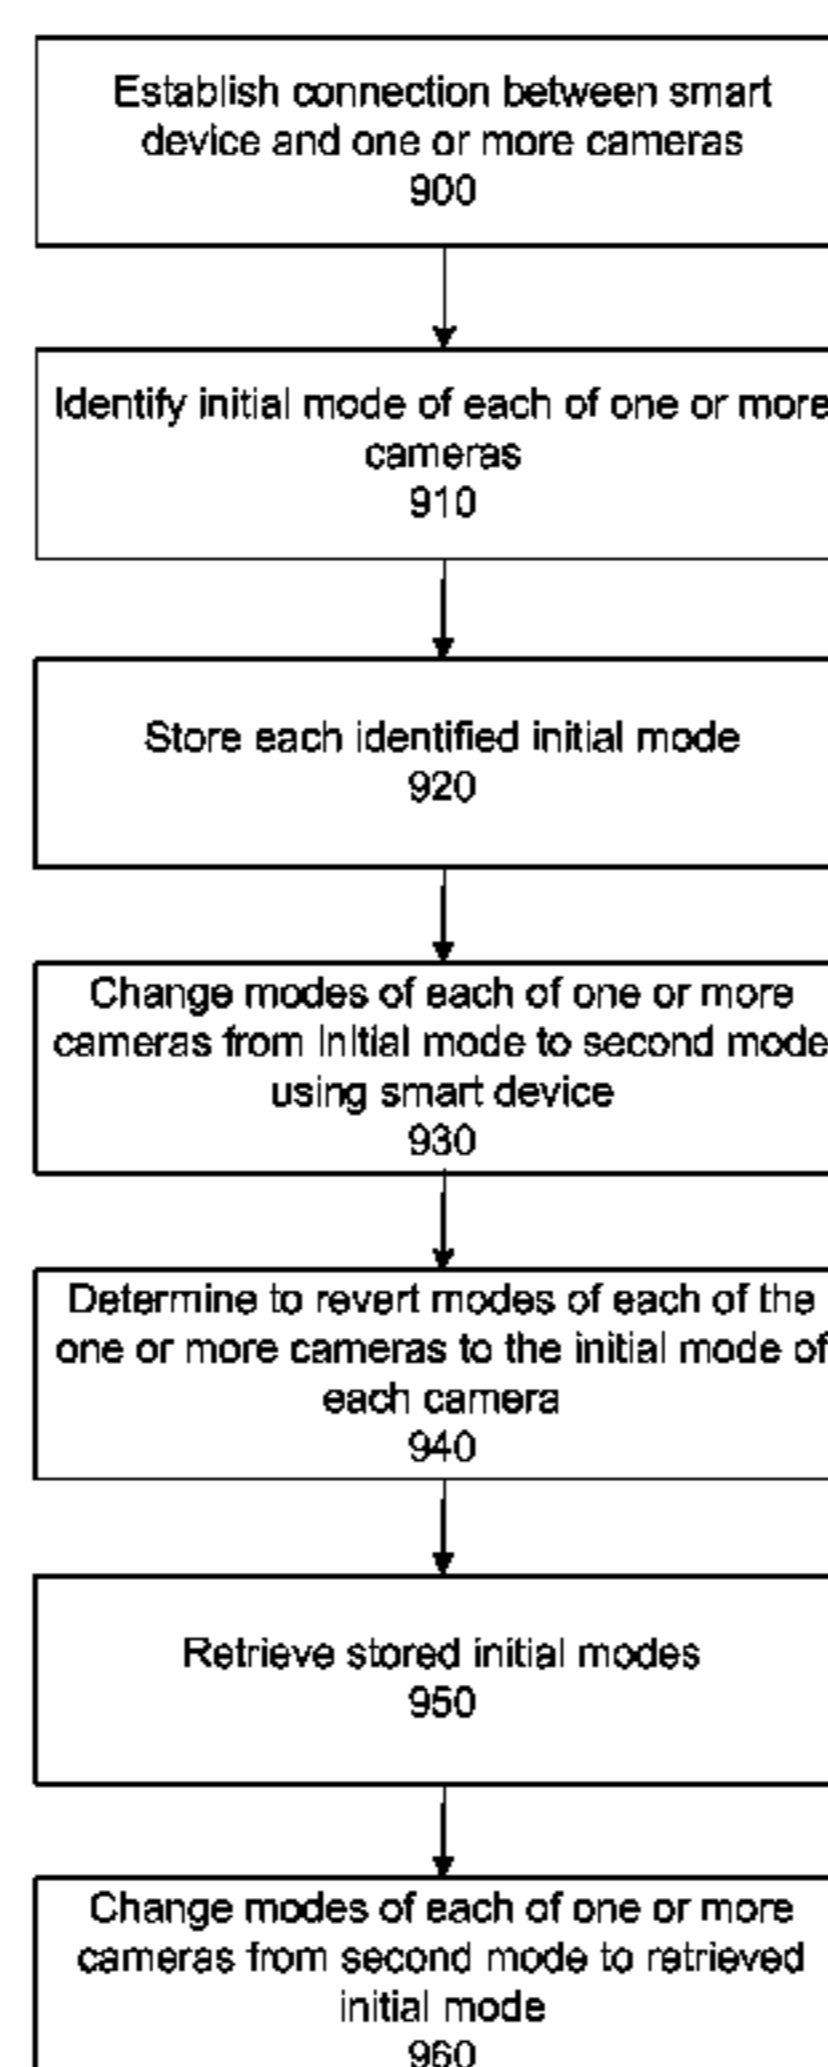 Establish connection between smart
device and one or more cameras
900
Identify initial mode of each of one or more
cameras
910
Store each identified initial mode
920
Change modes of each of one or more
cameras from initial mode to second mode
using smart device
930
Determine to revert modes of each of the
one or more cameras to the initial mode of
each camera
940
Retrieve stored initial modes
950
Change modes of each of one or more
cameras from second mode to retrieved
initial mode
960